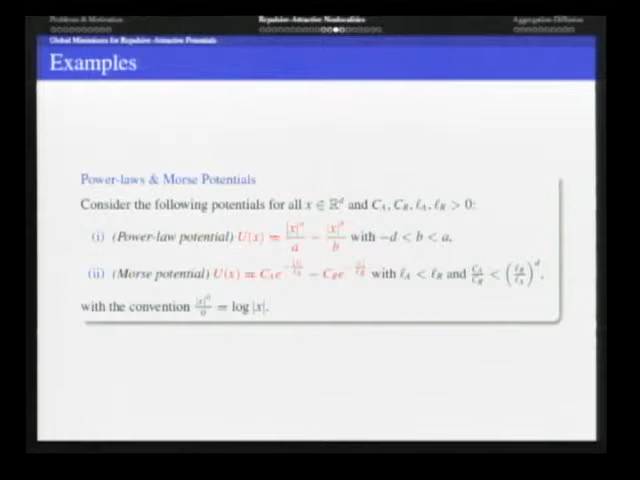 Problems & Motivation
Repulsive-Attractive Nonlocalities
Aggregation-Diffusion
Global Minimizers for Repulsive-Attractive Potentials
Examples
Power-laws & Morse Potentials
Consider the following potentials for all x ∈ ℝ^d and C_A, C_R, ℓ_A, ℓ_R > 0:
(i) (Power-law potential) U(x) = |x|^a/a − |x|^b/b with −d < b < a,
(ii) (Morse potential) U(x) = C_A e^{−|x|/ℓ_A} − C_R e^{−|x|/ℓ_R} with ℓ_A < ℓ_R and C_A/C_R < (ℓ_R/ℓ_A)^d,
with the convention |x|^0/0 = log |x|.